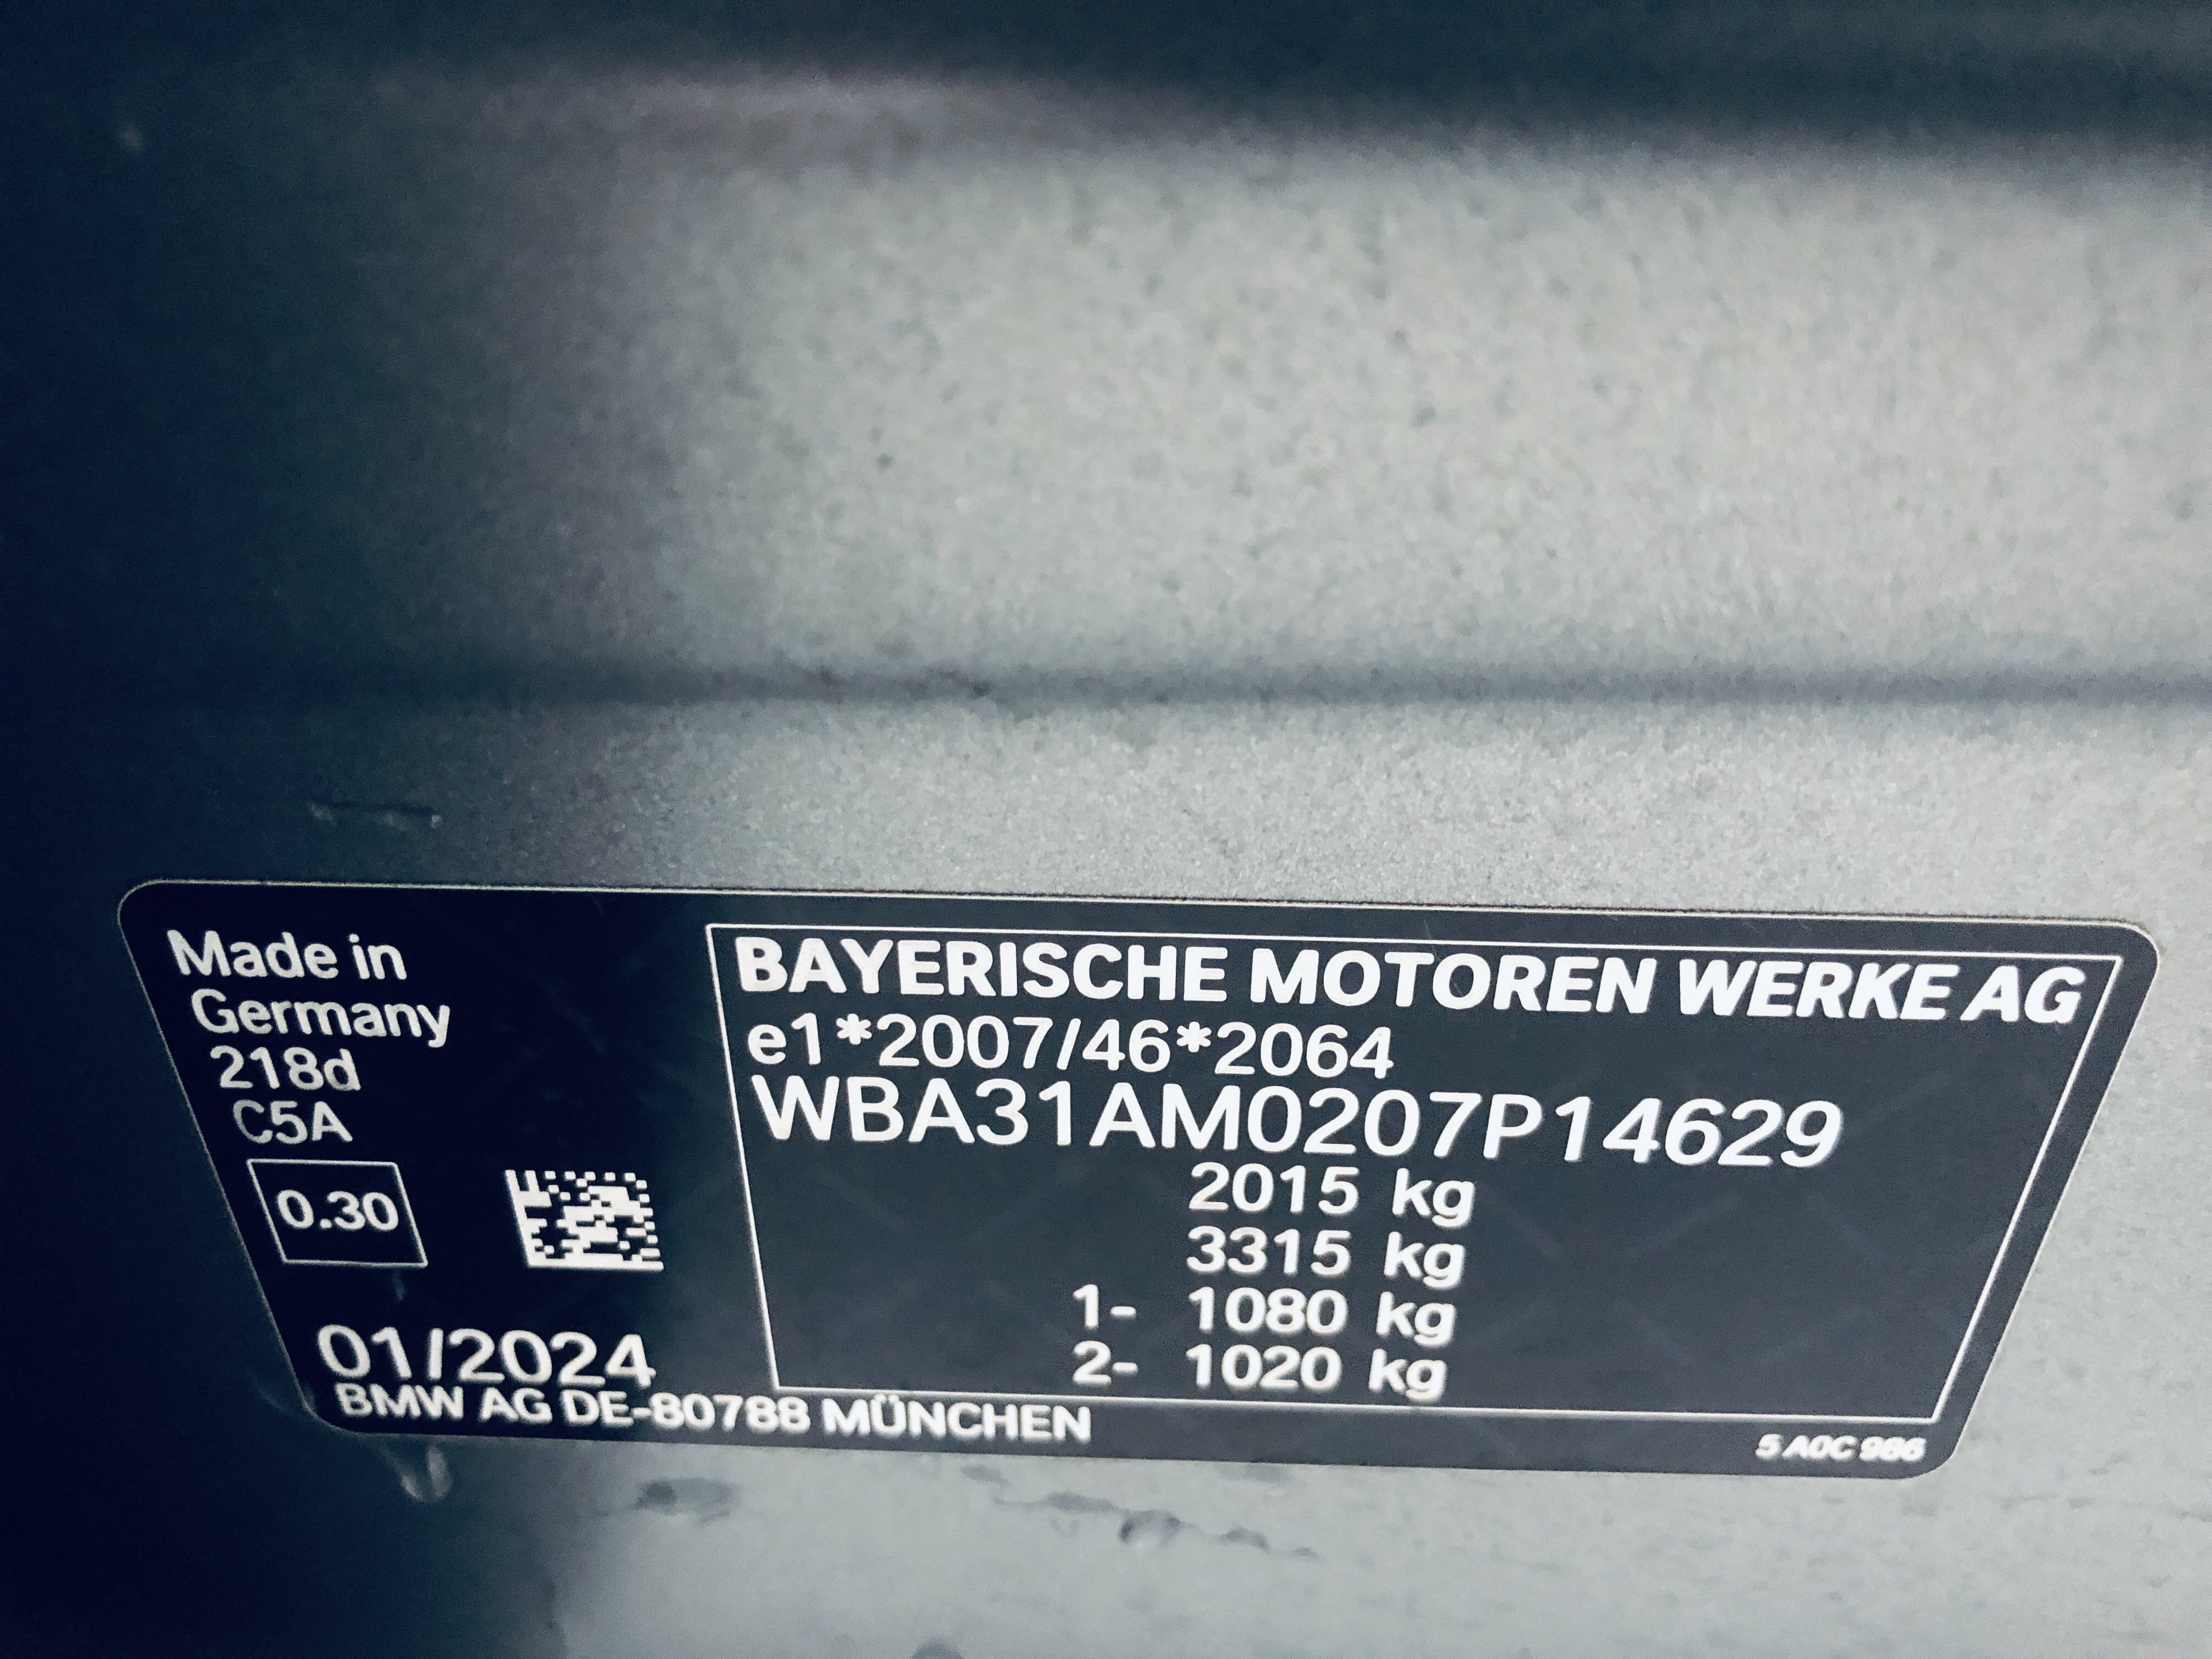 Made in
Germany
218d
C5A
0.30
01/2024
BAYERISCHE MOTOREN WERKE AG
e1*2007/46*2064
WBA31AM0207P14629
2015 kg
3315 kg
1- 1080 kg
2- 1020 kg
BMW AG DE-80788 MÜNCHEN
5 A0C 986